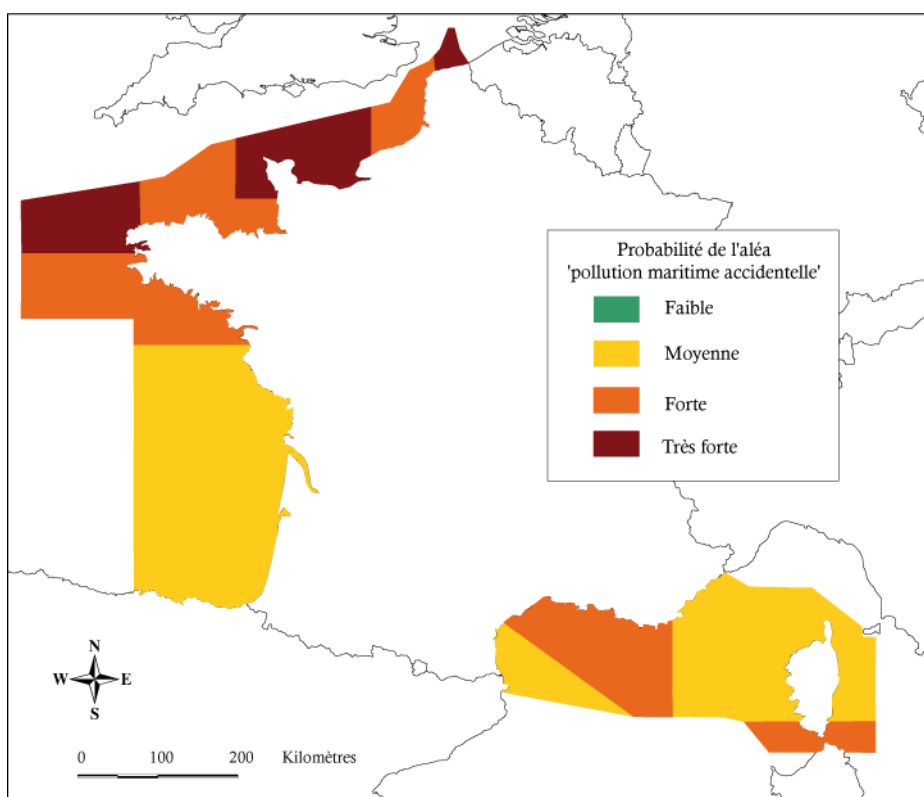 Probabilité de l'aléa
'pollution maritime accidentelle'
Faible
Moyenne
Forte
Très forte
N
W E
S
0 100 200 Kilomètres